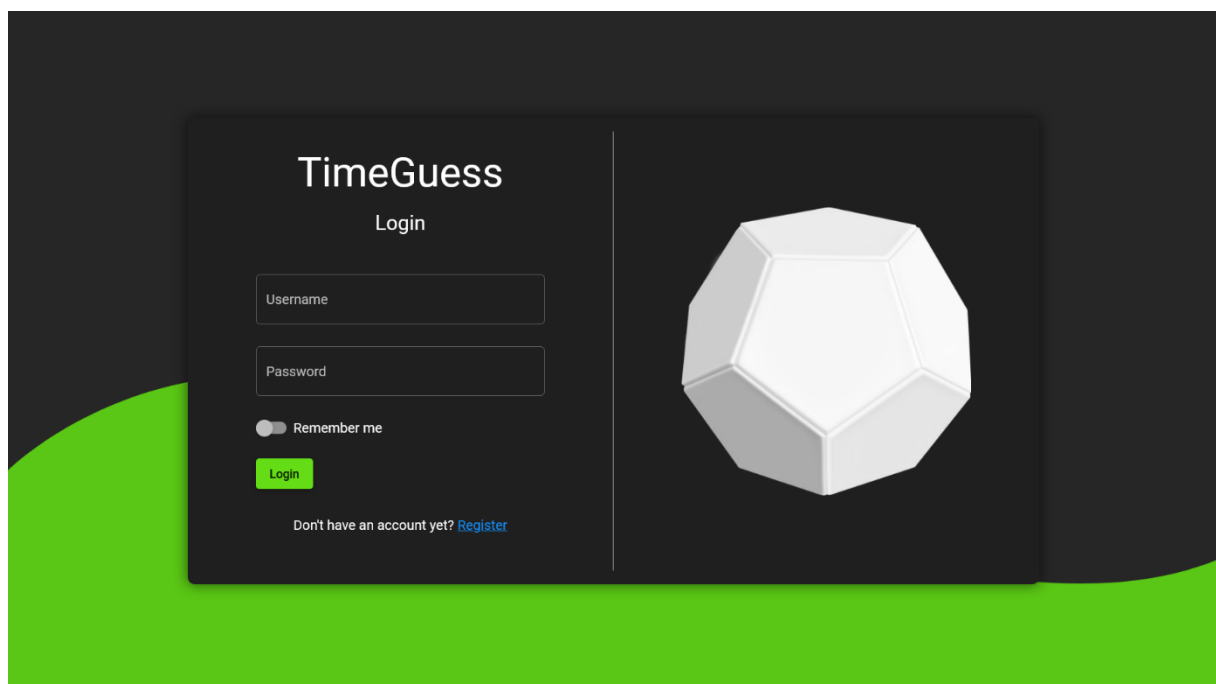 TimeGuess
Login
Username
Password
Remember me
Login
Don't have an account yet? Register